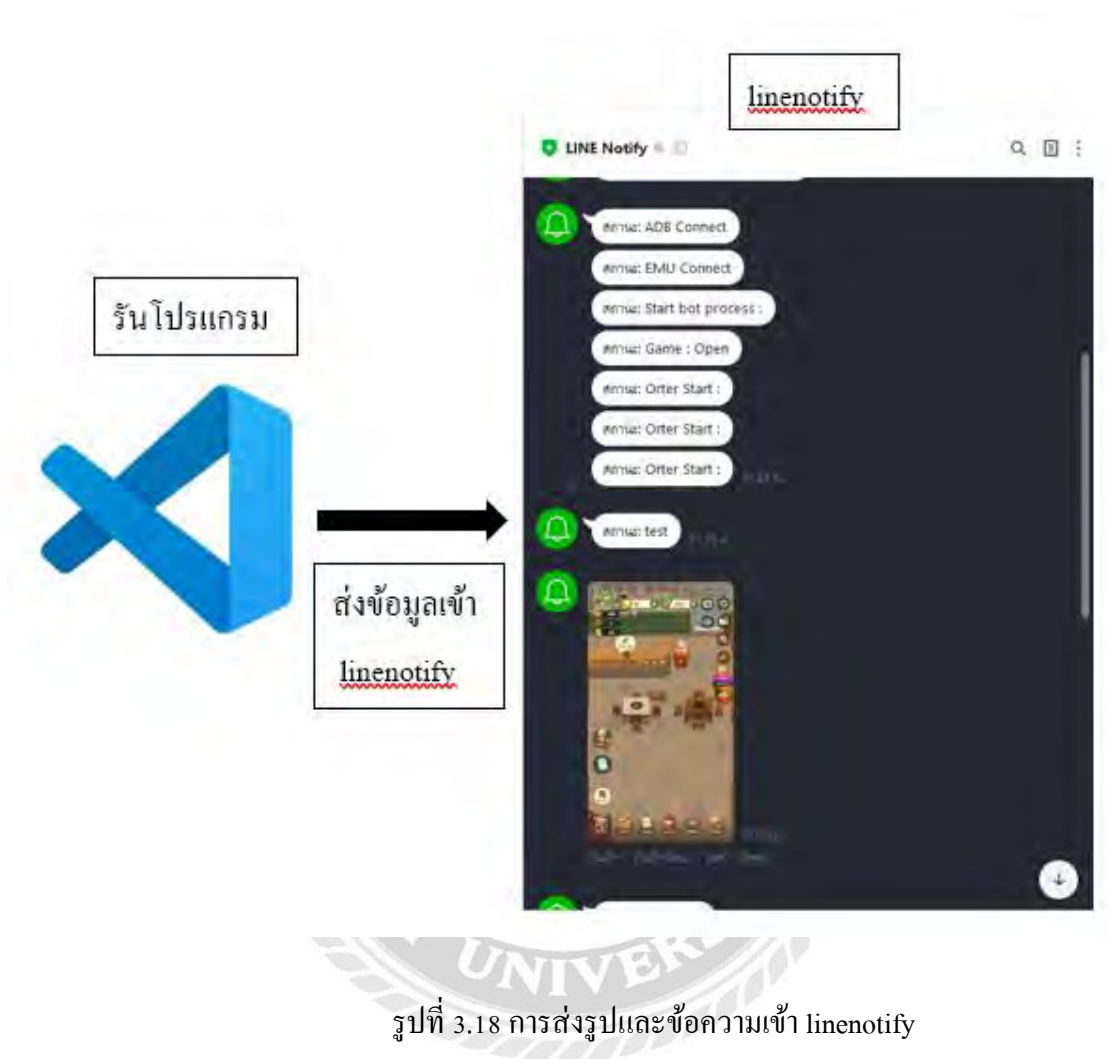 linenotify
LINE Notify
สถานะ: ADB Connect
สถานะ: EMU Connect
รันโปรแกรม
สถานะ: Start bot process :
สถานะ: Game : Open
สถานะ: Orter Start :
สถานะ: Orter Start :
สถานะ: Orter Start :
สถานะ: test
ส่งข้อมูลเข้า
linenotify
UNIVER
รูปที่ 3.18 การส่งรูปและข้อความเข้า linenotify